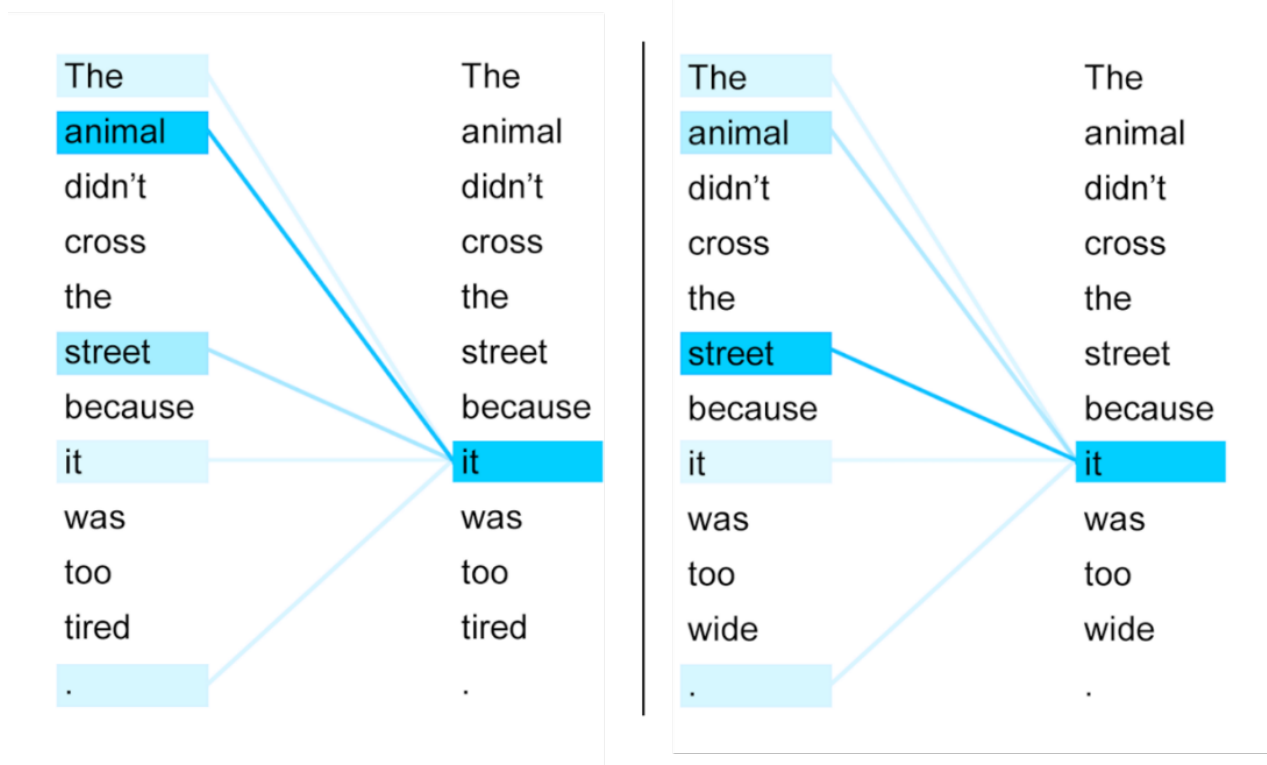 The
animal
didn’t
cross
the
street
because
it
was
too
tired
.
The
animal
didn’t
cross
the
street
because
it
was
too
tired
.
The
animal
didn’t
cross
the
street
because
it
was
too
wide
.
The
animal
didn’t
cross
the
street
because
it
was
too
wide
.